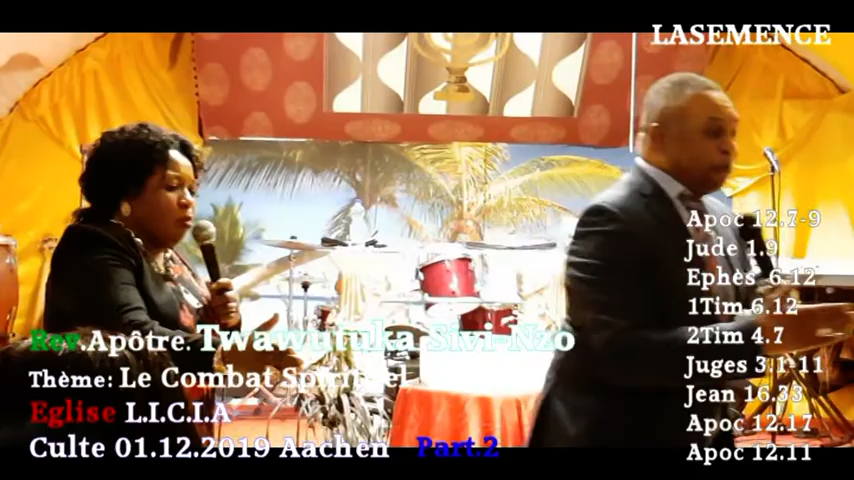 LASEMENCE
Rev.Apôtre. Twawutuka Sivi-Nzo
Thème: Le Combat Spirituel
Eglise L.I.C.I.A
Culte 01.12.2019 Aachen Part.2
Apoc 12.7-9
Jude 1.9
Ephès 6.12
1Tim 6.12
2Tim 4.7
Juges 3.1-11
Jean 16.33
Apoc 12.17
Apoc 12.11